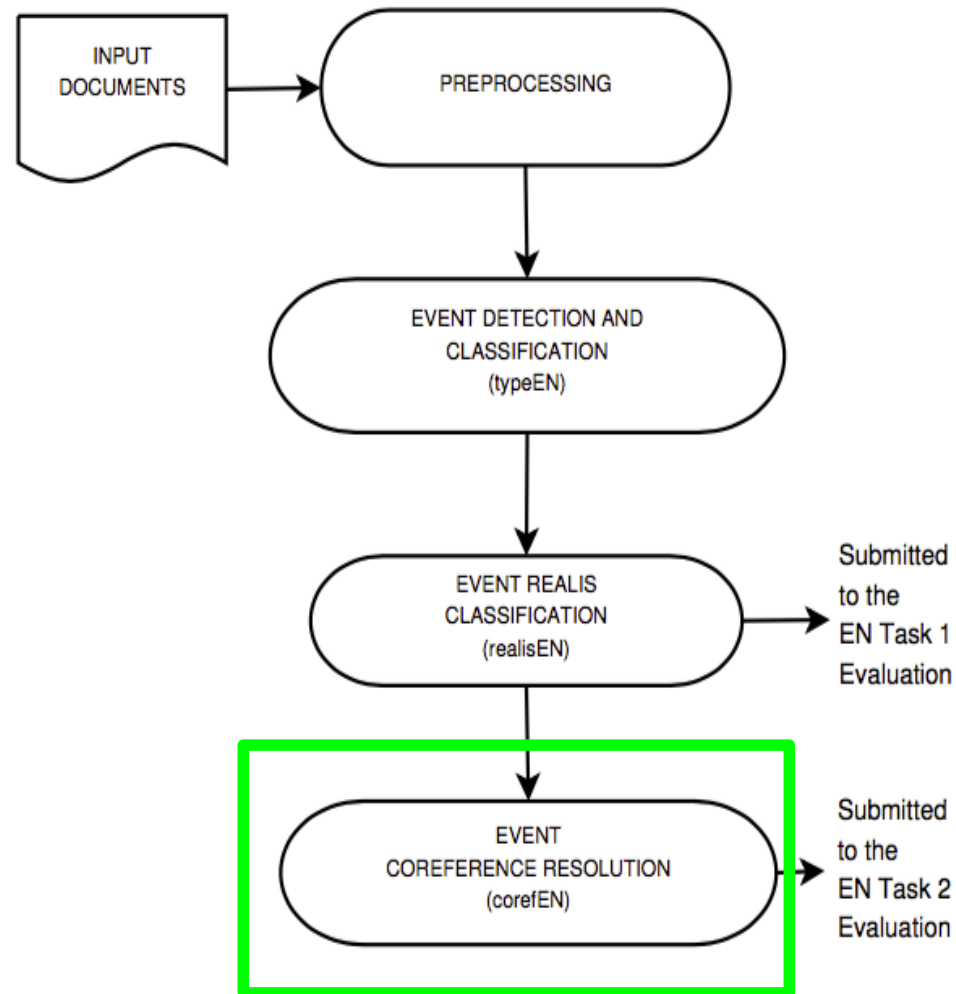 INPUT
DOCUMENTS
PREPROCESSING
EVENT DETECTION AND
CLASSIFICATION
(typeEN)
EVENT REALIS
CLASSIFICATION
(realisEN)
Submitted
to the
EN Task 1
Evaluation
EVENT
COREFERENCE RESOLUTION
(corefEN)
Submitted
to the
EN Task 2
Evaluation